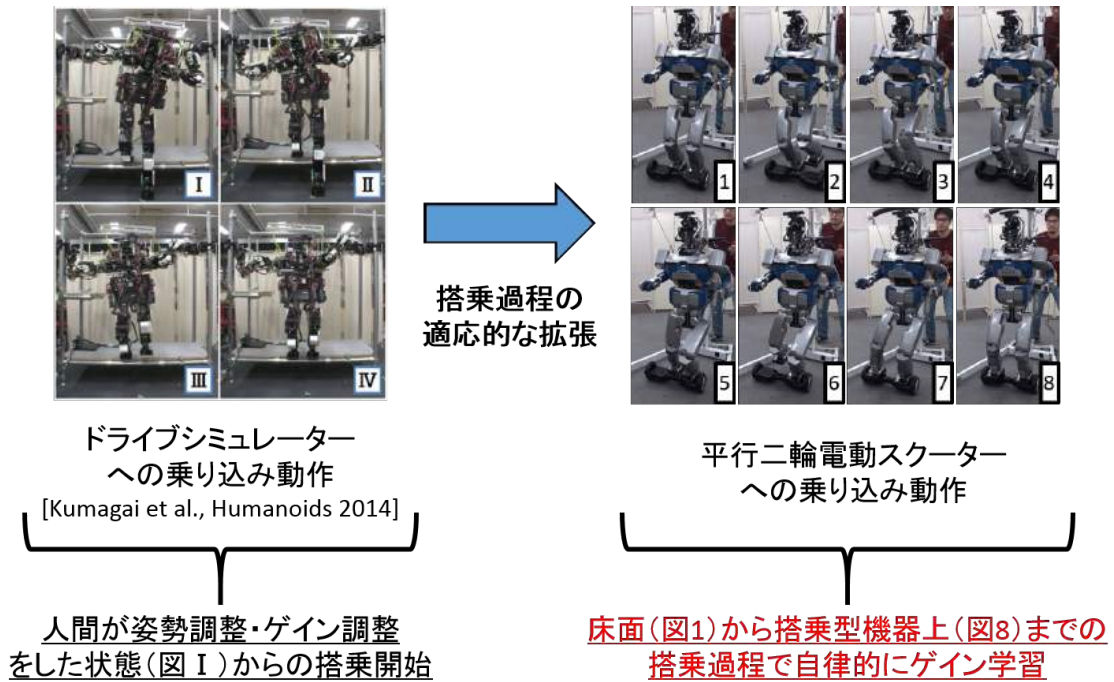 Ⅰ
Ⅱ
Ⅲ
Ⅳ
ドライブシミュレーター
への乗り込み動作
[Kumagai et al., Humanoids 2014]
人間が姿勢調整・ゲイン調整
をした状態(図Ⅰ)からの搭乗開始
搭乗過程の
適応的な拡張
1
2
3
4
5
6
7
8
平行二輪電動スクーター
への乗り込み動作
床面(図1)から搭乗型機器上(図8)までの
搭乗過程で自律的にゲイン学習